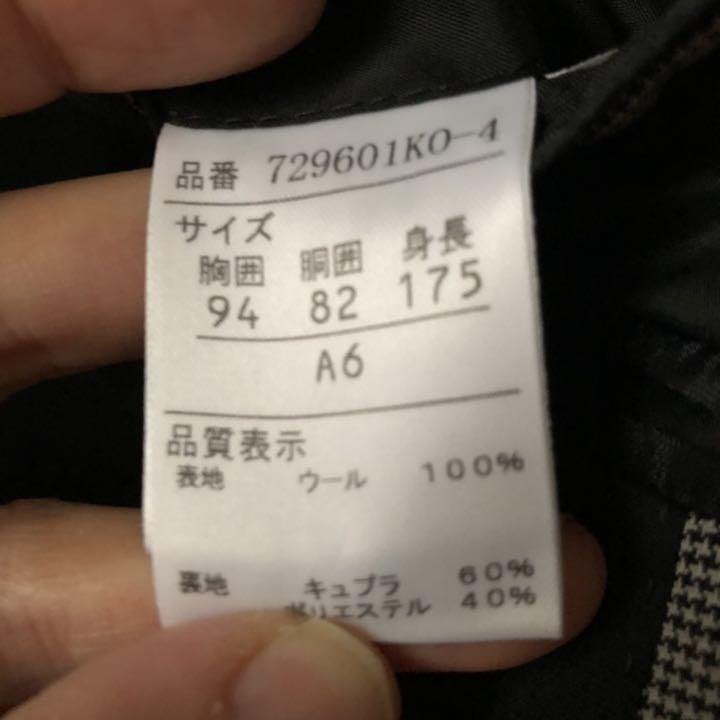 品番 729601KO-4
サイズ
胸囲 胴囲 身長
94 82 175
A6
品質表示
表地 ウール 100%
裏地 キュプラ 60%
ポリエステル 40%